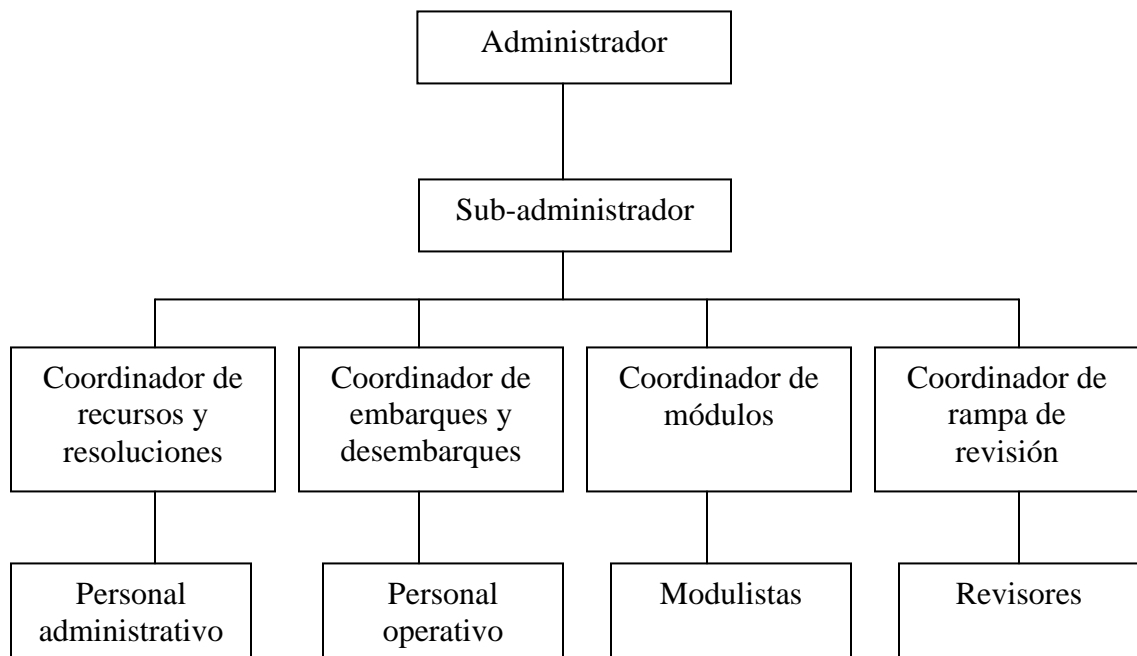 Administrador
Sub-administrador
Coordinador de
recursos y
resoluciones
Coordinador de
embarques y
desembarques
Coordinador de
módulos
Coordinador de
rampa de
revisión
Personal
administrativo
Personal
operativo
Modulistas
Revisores